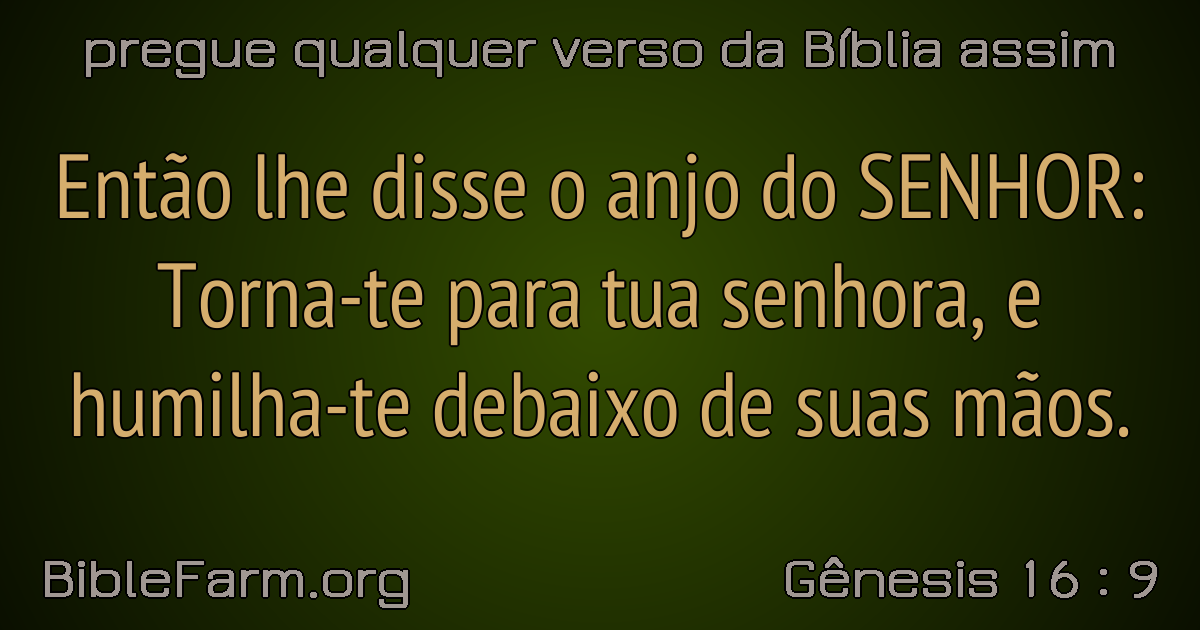 pregue qualquer verso da Bíblia assim
Então lhe disse o anjo do SENHOR:
Torna-te para tua senhora, e
humilha-te debaixo de suas mãos.
BibleFarm.org
Gênesis 16 : 9